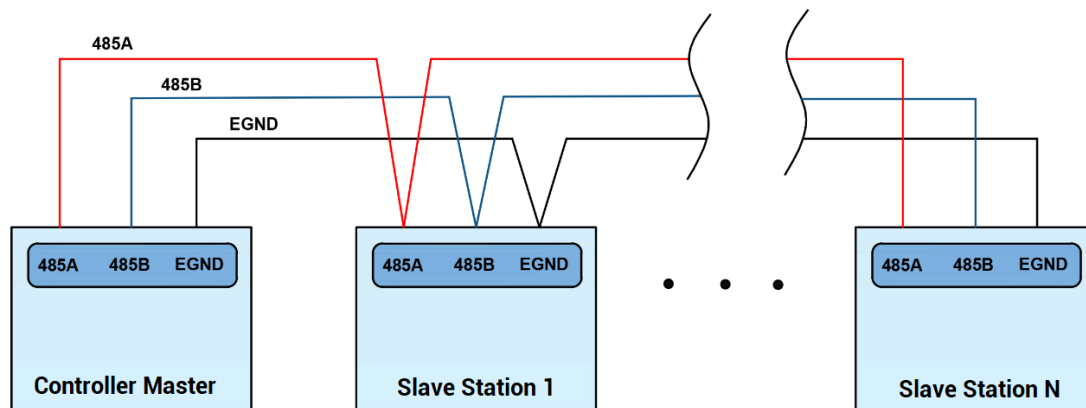 485A
485B
EGND
485A 485B EGND
485A 485B EGND
485A 485B EGND
Controller Master
Slave Station 1
Slave Station N